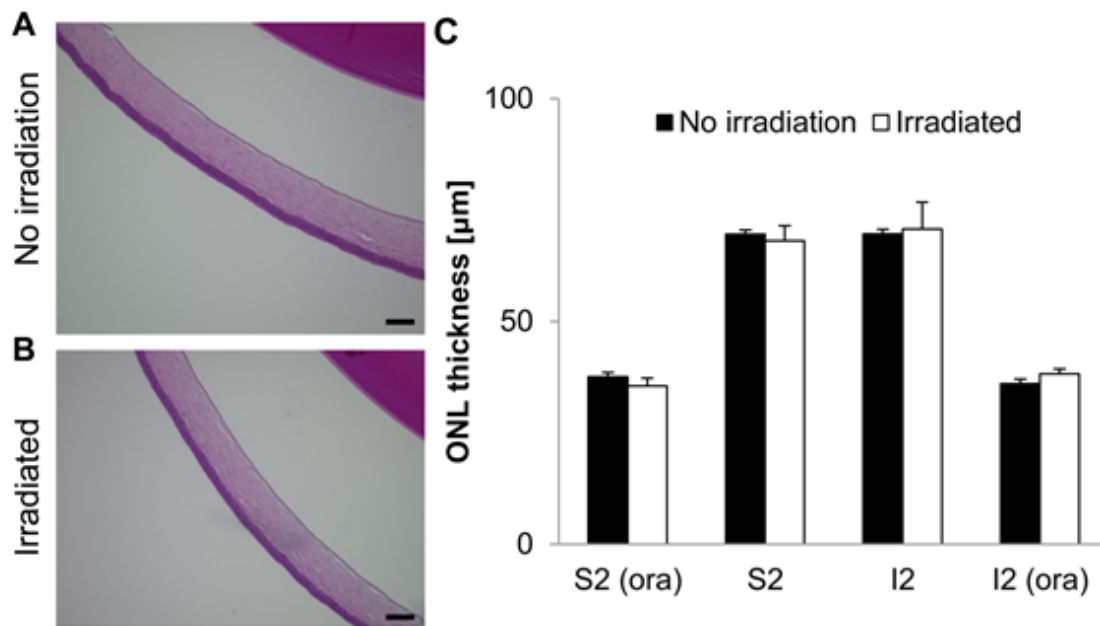 A
No irradiation
B
Irradiated
C
No irradiation Irradiated
ONL thickness [µm]
100
50
0
S2 (ora) S2 I2 I2 (ora)